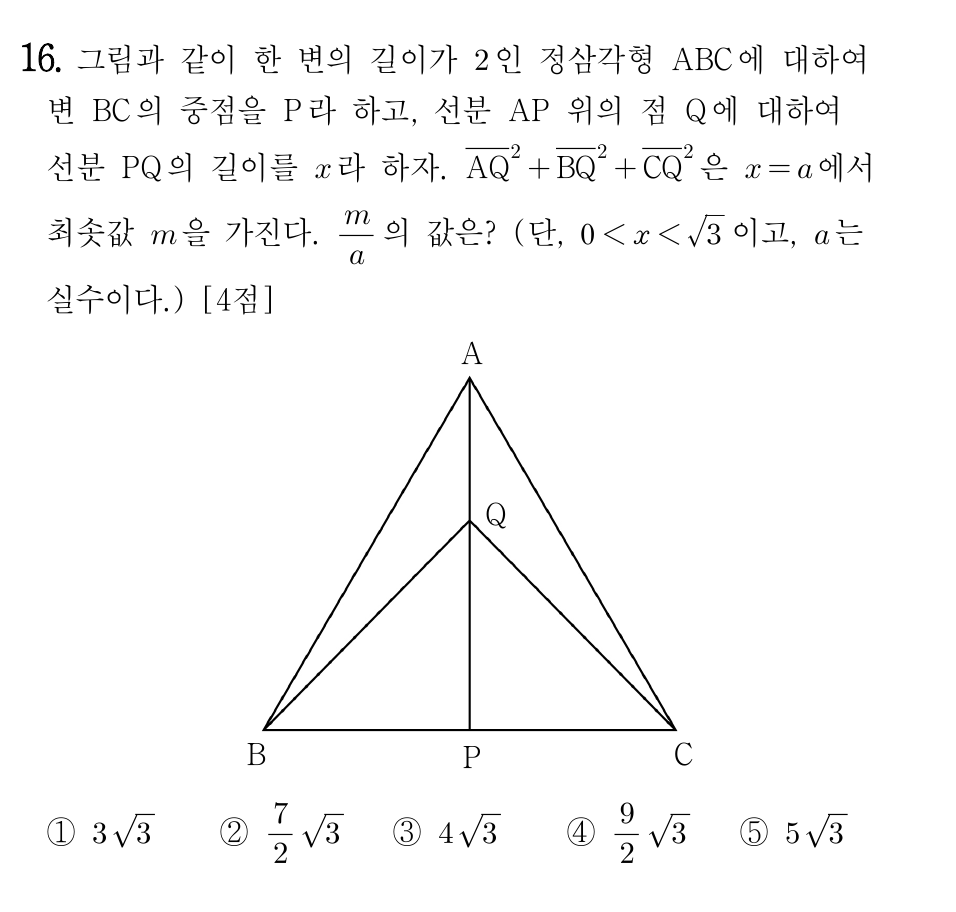 16. 그림과 같이 한 변의 길이가 2인 정삼각형 ABC에 대하여
변 BC의 중점을 P라 하고, 선분 AP 위의 점 Q에 대하여
선분 PQ의 길이를 $x$라 하자. $\overline{AQ}^2+\overline{BQ}^2+\overline{CQ}^2$은 $x=a$에서
최솟값 $m$을 가진다. $\frac{m}{a}$의 값은? (단, $0<x<\sqrt{3}$이고, $a$는
실수이다.) [4점]
A
Q
B P C
① $3\sqrt{3}$ ② $\frac{7}{2}\sqrt{3}$ ③ $4\sqrt{3}$ ④ $\frac{9}{2}\sqrt{3}$ ⑤ $5\sqrt{3}$